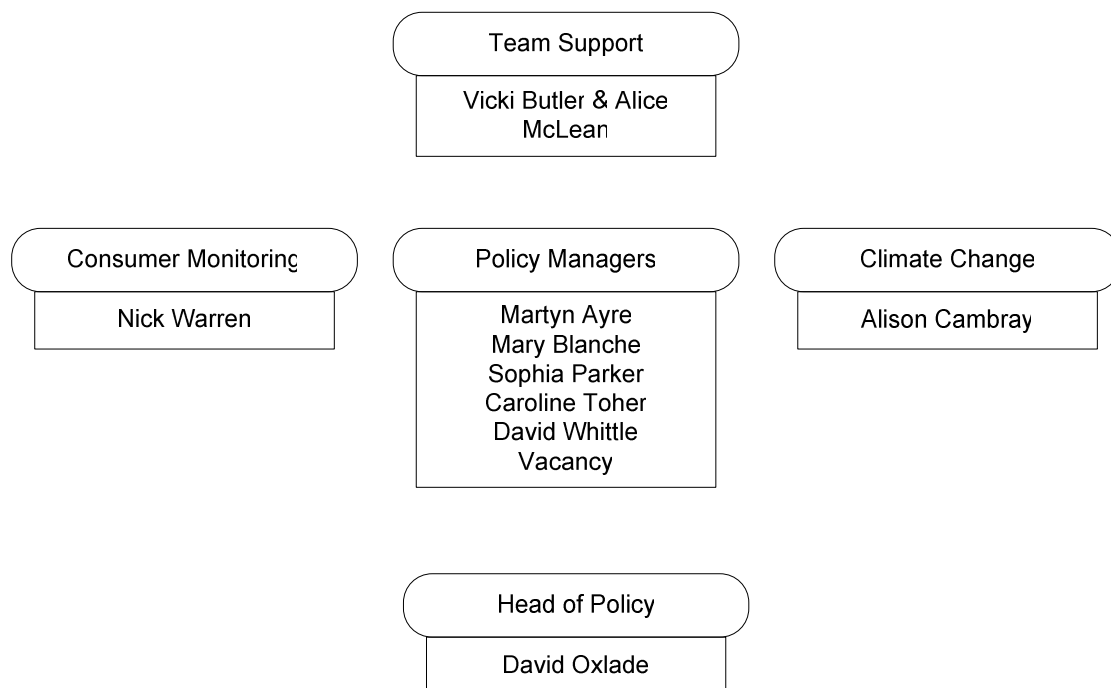 Team Support
Vicki Butler & Alice
McLean
Consumer Monitoring
Nick Warren
Policy Managers
Martyn Ayre
Mary Blanche
Sophia Parker
Caroline Toher
David Whittle
Vacancy
Climate Change
Alison Cambray
Head of Policy
David Oxlade